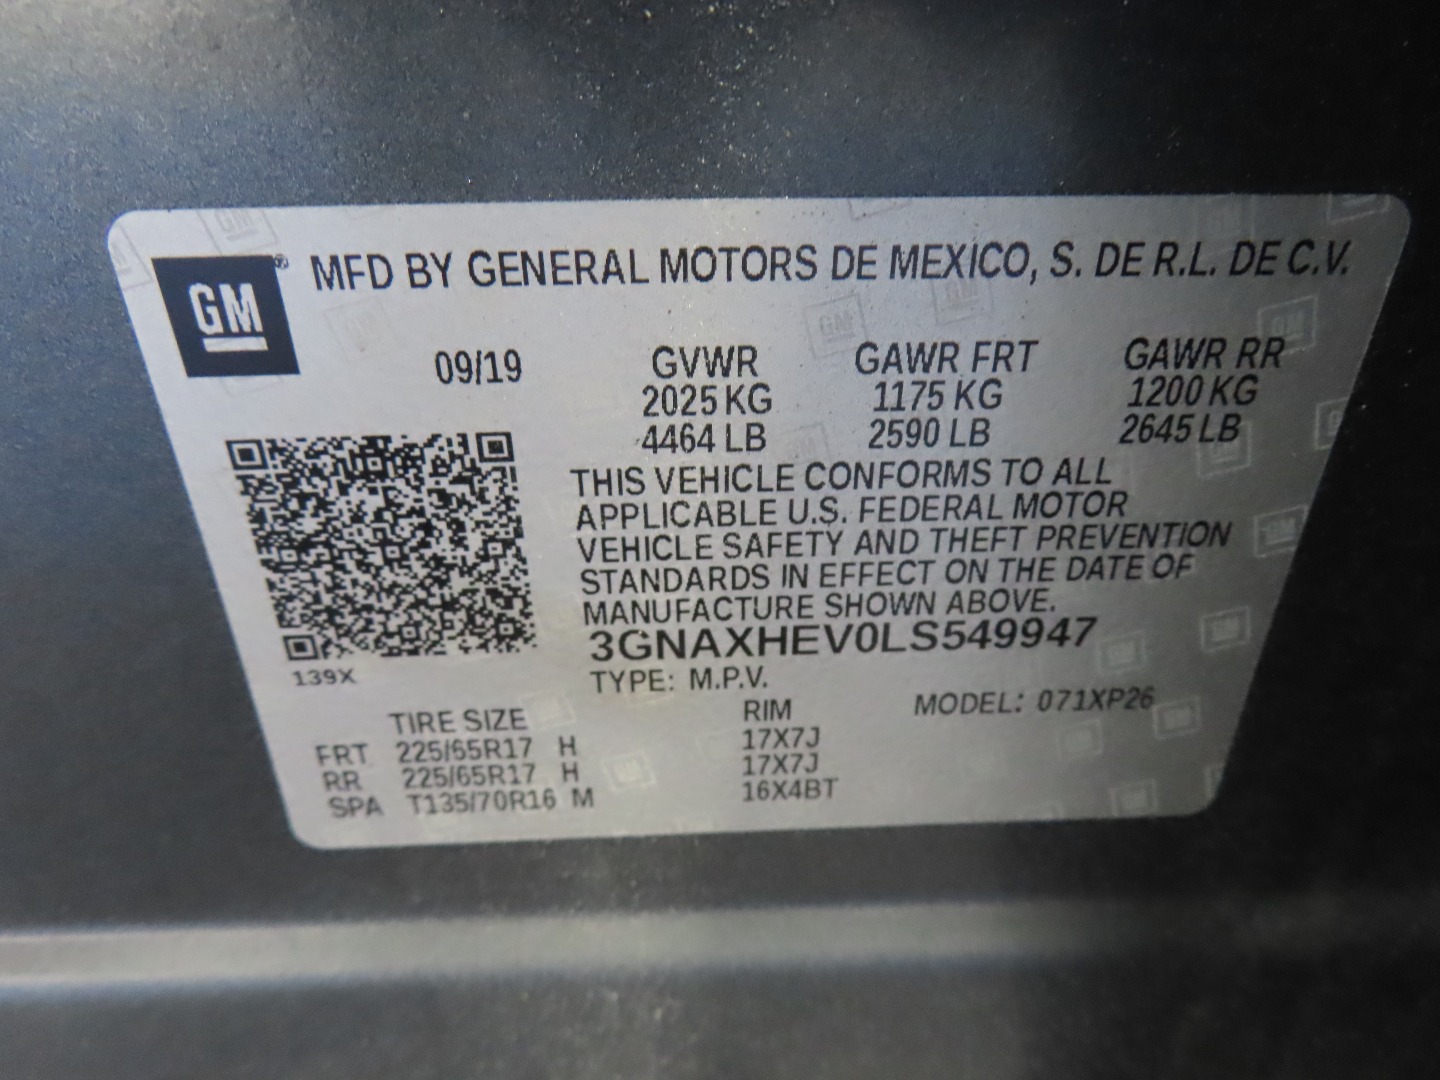 GM® MFD BY GENERAL MOTORS DE MEXICO, S. DE R.L. DE C.V.
09/19 GVWR GAWR FRT GAWR RR
2025 KG 1175 KG 1200 KG
4464 LB 2590 LB 2645 LB
THIS VEHICLE CONFORMS TO ALL
APPLICABLE U.S. FEDERAL MOTOR
VEHICLE SAFETY AND THEFT PREVENTION
STANDARDS IN EFFECT ON THE DATE OF
MANUFACTURE SHOWN ABOVE.
3GNAXHEV0LS549947
139X TYPE: M.P.V.
TIRE SIZE RIM MODEL: 071XP26
FRT 225/65R17 H 17X7J
RR 225/65R17 H 17X7J
SPA T135/70R16 M 16X4BT